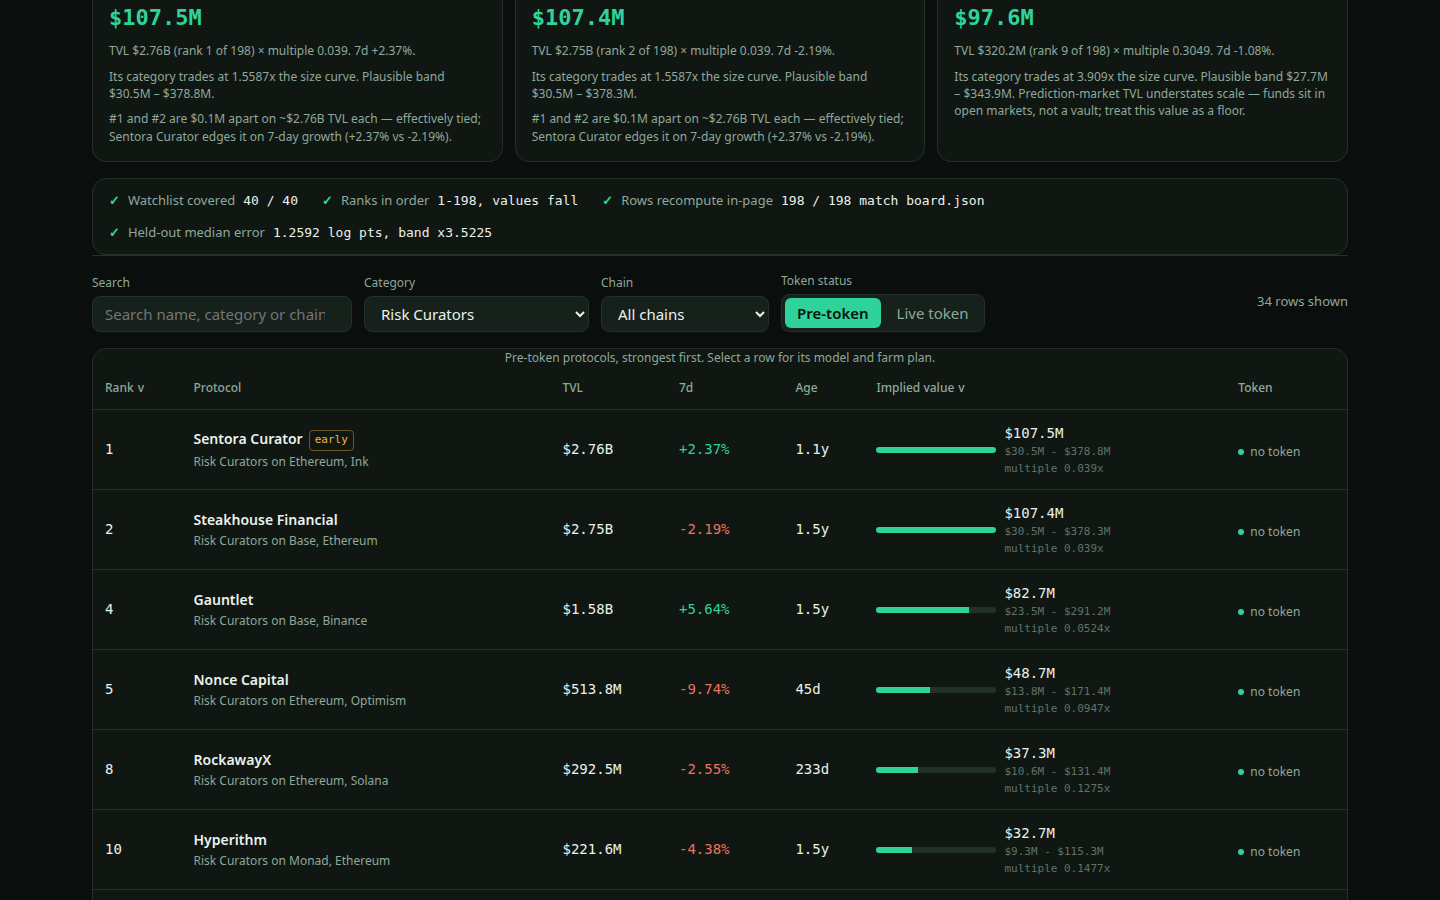 $107.5M
TVL $2.76B (rank 1 of 198) × multiple 0.039. 7d +2.37%.
Its category trades at 1.5587x the size curve. Plausible band
$30.5M – $378.8M.
#1 and #2 are $0.1M apart on ~$2.76B TVL each — effectively tied;
Sentora Curator edges it on 7-day growth (+2.37% vs -2.19%).
$107.4M
TVL $2.75B (rank 2 of 198) × multiple 0.039. 7d -2.19%.
Its category trades at 1.5587x the size curve. Plausible band
$30.5M – $378.3M.
#1 and #2 are $0.1M apart on ~$2.76B TVL each — effectively tied;
Sentora Curator edges it on 7-day growth (+2.37% vs -2.19%).
$97.6M
TVL $320.2M (rank 9 of 198) × multiple 0.3049. 7d -1.08%.
Its category trades at 3.909x the size curve. Plausible band $27.7M
– $343.9M. Prediction-market TVL understates scale — funds sit in
open markets, not a vault; treat this value as a floor.
✓ Watchlist covered 40 / 40 ✓ Ranks in order 1-198, values fall ✓ Rows recompute in-page 198 / 198 match board.json
✓ Held-out median error 1.2592 log pts, band x3.5225
Search Category Chain Token status
Search name, category or chain Risk Curators All chains Pre-token Live token 34 rows shown
Pre-token protocols, strongest first. Select a row for its model and farm plan.
Rank v Protocol TVL 7d Age Implied value v Token
1 Sentora Curator early $2.76B +2.37% 1.1y $107.5M no token
Risk Curators on Ethereum, Ink $30.5M - $378.8M
multiple 0.039x
2 Steakhouse Financial $2.75B -2.19% 1.5y $107.4M no token
Risk Curators on Base, Ethereum $30.5M - $378.3M
multiple 0.039x
4 Gauntlet $1.58B +5.64% 1.5y $82.7M no token
Risk Curators on Base, Binance $23.5M - $291.2M
multiple 0.0524x
5 Nonce Capital $513.8M -9.74% 45d $48.7M no token
Risk Curators on Ethereum, Optimism $13.8M - $171.4M
multiple 0.0947x
8 RockawayX $292.5M -2.55% 233d $37.3M no token
Risk Curators on Ethereum, Solana $10.6M - $131.4M
multiple 0.1275x
10 Hyperithm $221.6M -4.38% 1.5y $32.7M no token
Risk Curators on Monad, Ethereum $9.3M - $115.3M
multiple 0.1477x